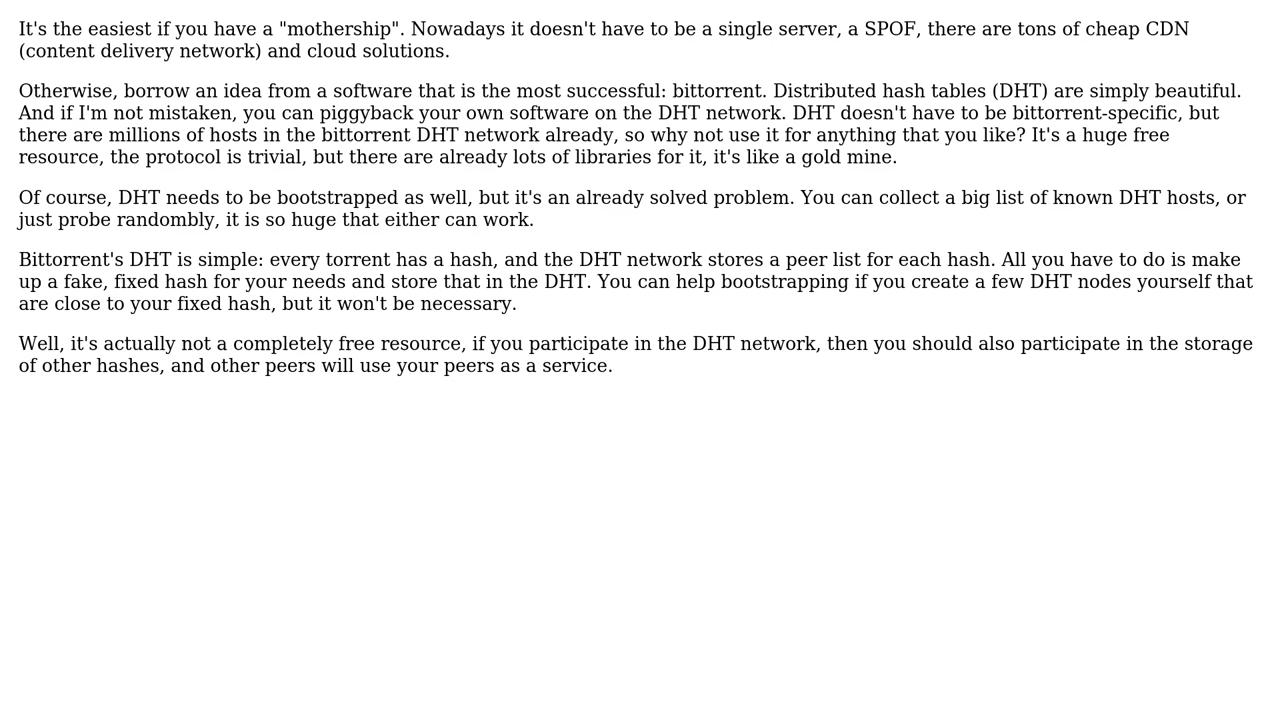 It's the easiest if you have a "mothership". Nowadays it doesn't have to be a single server, a SPOF, there are tons of cheap CDN
(content delivery network) and cloud solutions.
Otherwise, borrow an idea from a software that is the most successful: bittorrent. Distributed hash tables (DHT) are simply beautiful.
And if I'm not mistaken, you can piggyback your own software on the DHT network. DHT doesn't have to be bittorrent-specific, but
there are millions of hosts in the bittorrent DHT network already, so why not use it for anything that you like? It's a huge free
resource, the protocol is trivial, but there are already lots of libraries for it, it's like a gold mine.
Of course, DHT needs to be bootstrapped as well, but it's an already solved problem. You can collect a big list of known DHT hosts, or
just probe randombly, it is so huge that either can work.
Bittorrent's DHT is simple: every torrent has a hash, and the DHT network stores a peer list for each hash. All you have to do is make
up a fake, fixed hash for your needs and store that in the DHT. You can help bootstrapping if you create a few DHT nodes yourself that
are close to your fixed hash, but it won't be necessary.
Well, it's actually not a completely free resource, if you participate in the DHT network, then you should also participate in the storage
of other hashes, and other peers will use your peers as a service.